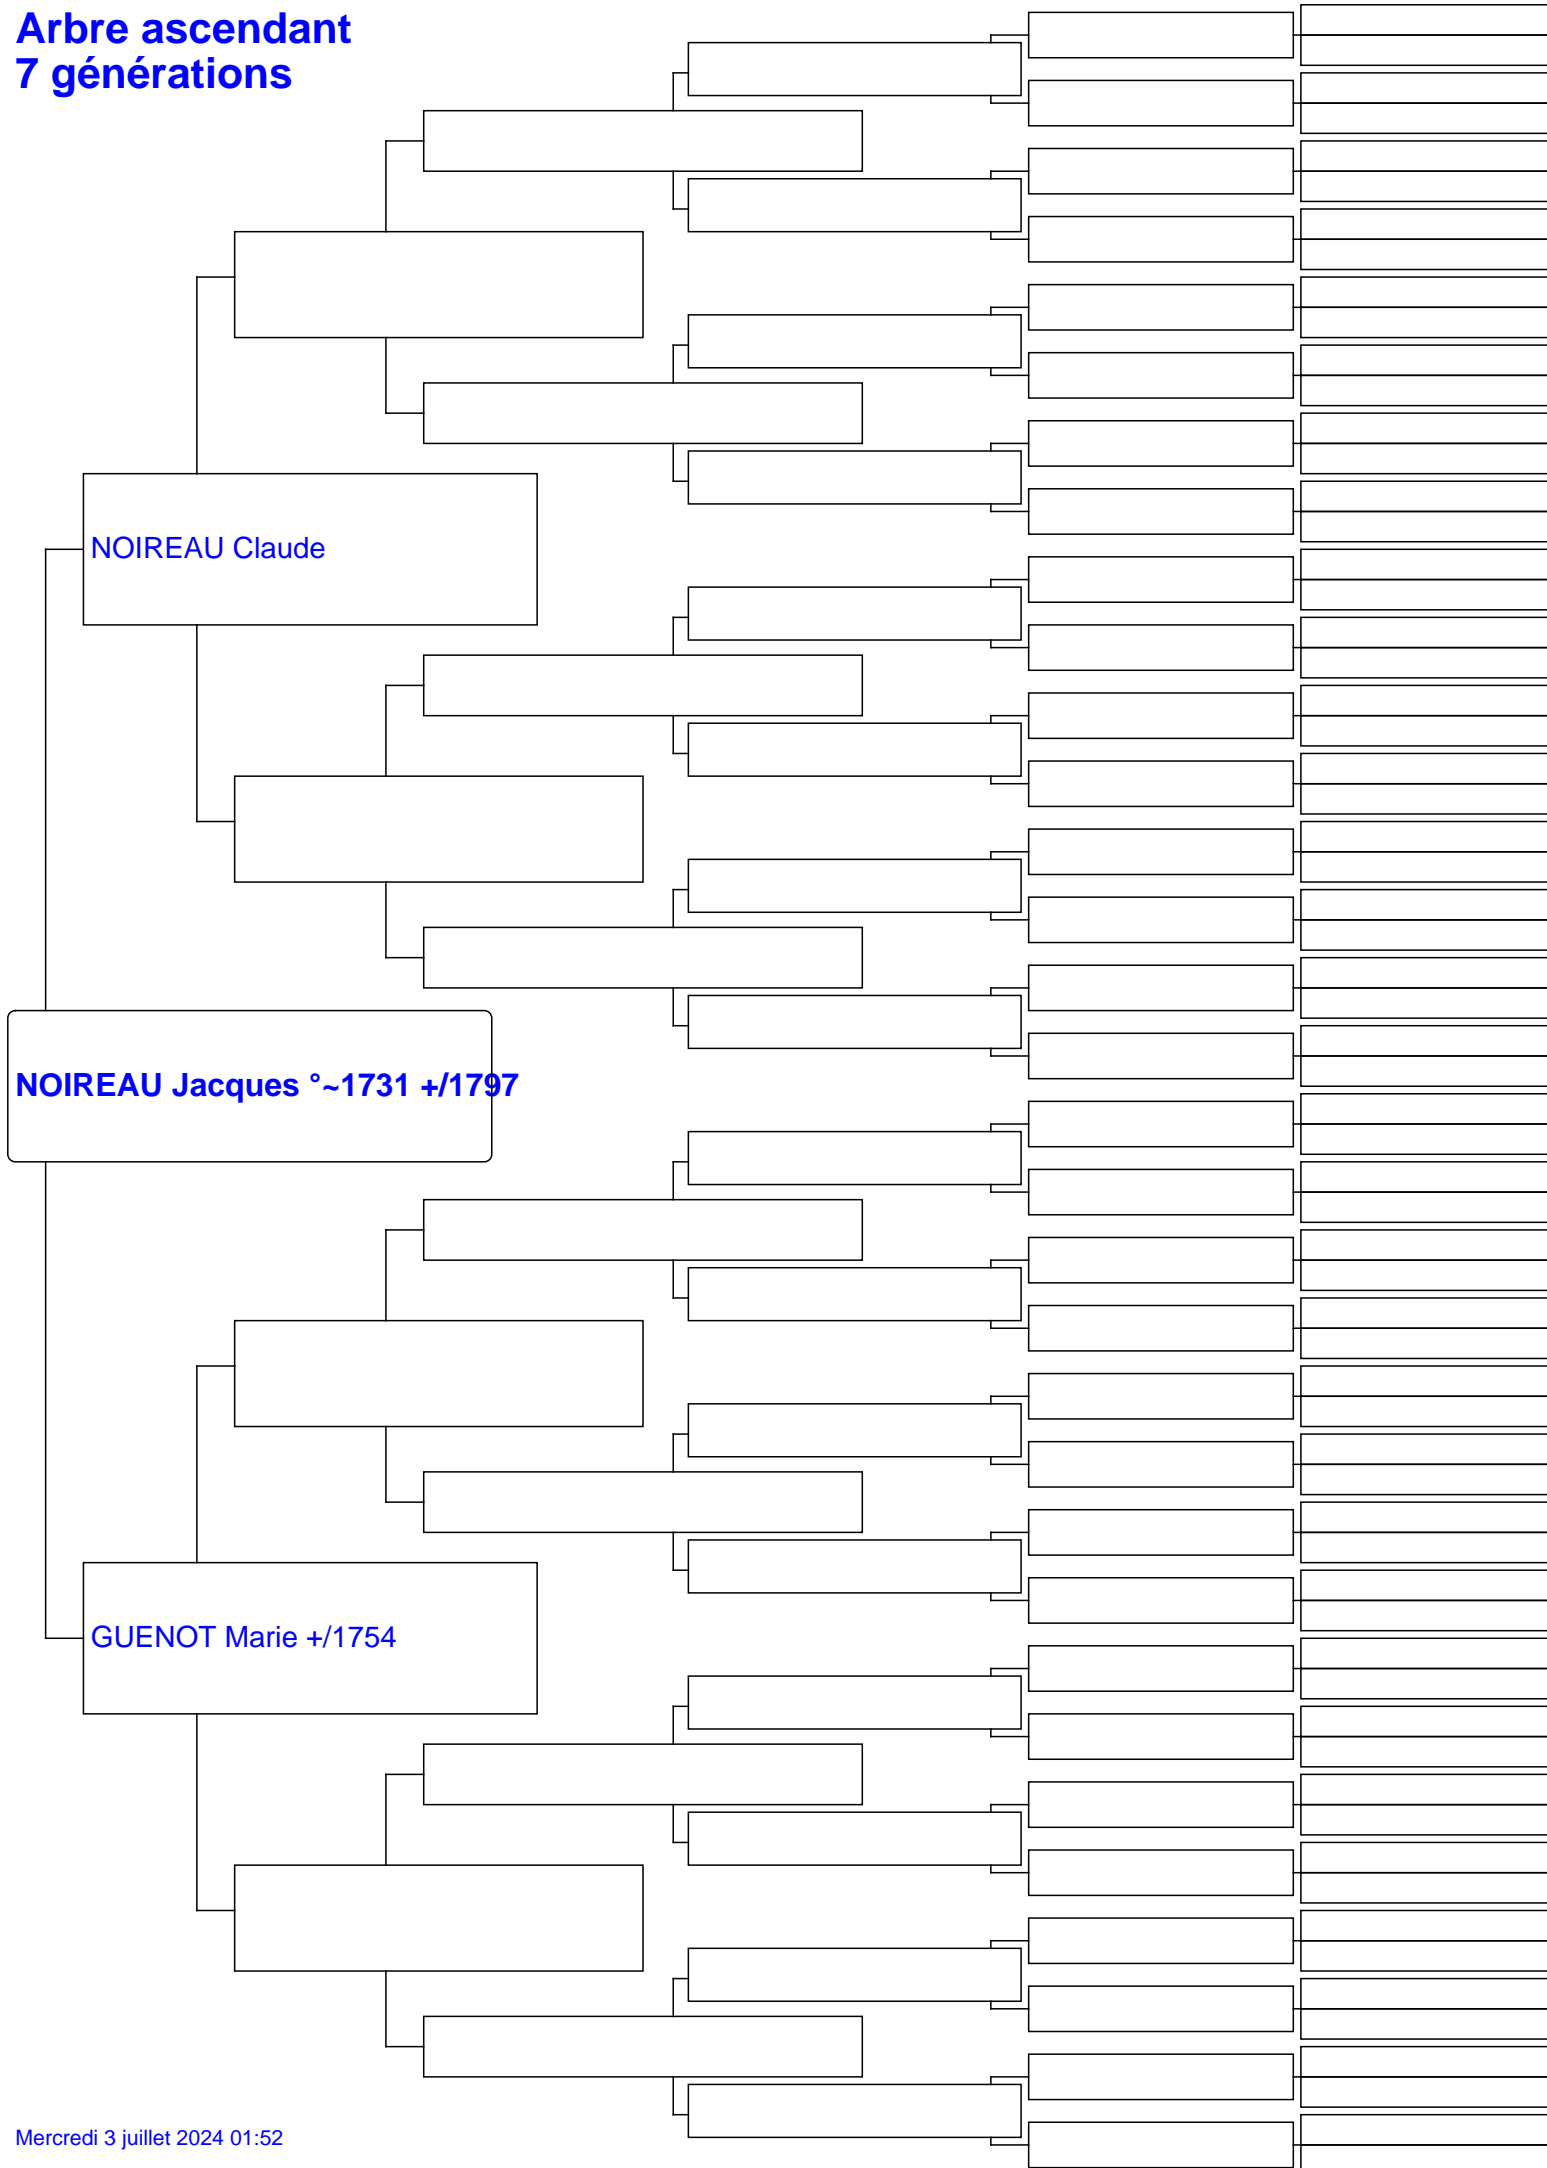 Arbre ascendant
7 générations
NOIREAU Claude
NOIREAU Jacques °~1731 +/1797
GUENOT Marie +/1754
Mercredi 3 juillet 2024 01:52